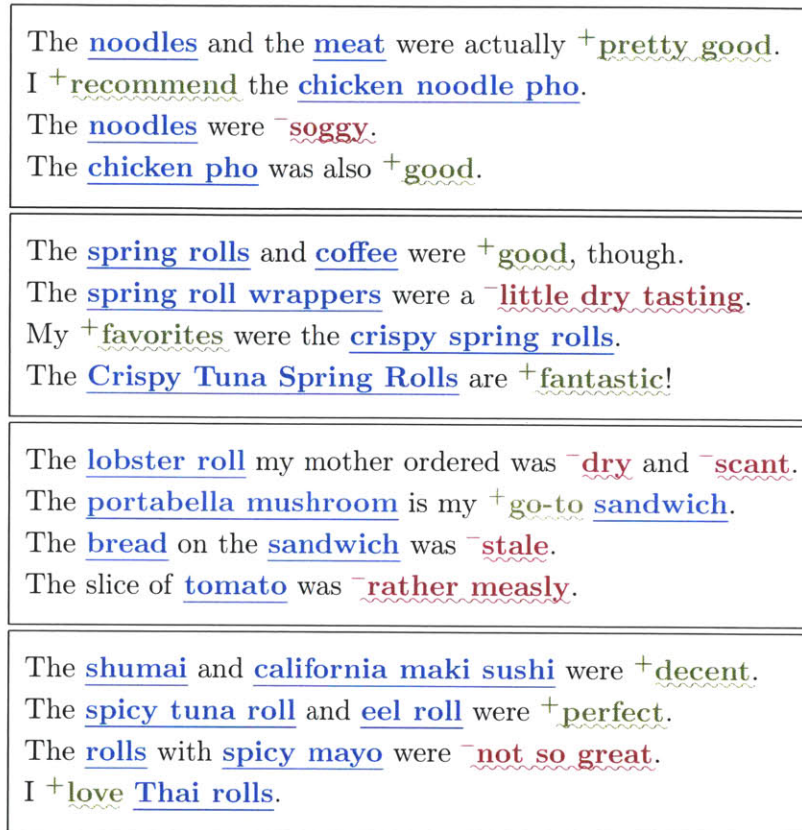 The noodles and the meat were actually +pretty good.
I +recommend the chicken noodle pho.
The noodles were −soggy.
The chicken pho was also +good.
The spring rolls and coffee were +good, though.
The spring roll wrappers were a −little dry tasting.
My +favorites were the crispy spring rolls.
The Crispy Tuna Spring Rolls are +fantastic!
The lobster roll my mother ordered was −dry and −scant.
The portabella mushroom is my +go-to sandwich.
The bread on the sandwich was −stale.
The slice of tomato was −rather measly.
The shumai and california maki sushi were +decent.
The spicy tuna roll and eel roll were +perfect.
The rolls with spicy mayo were −not so great.
I +love Thai rolls.